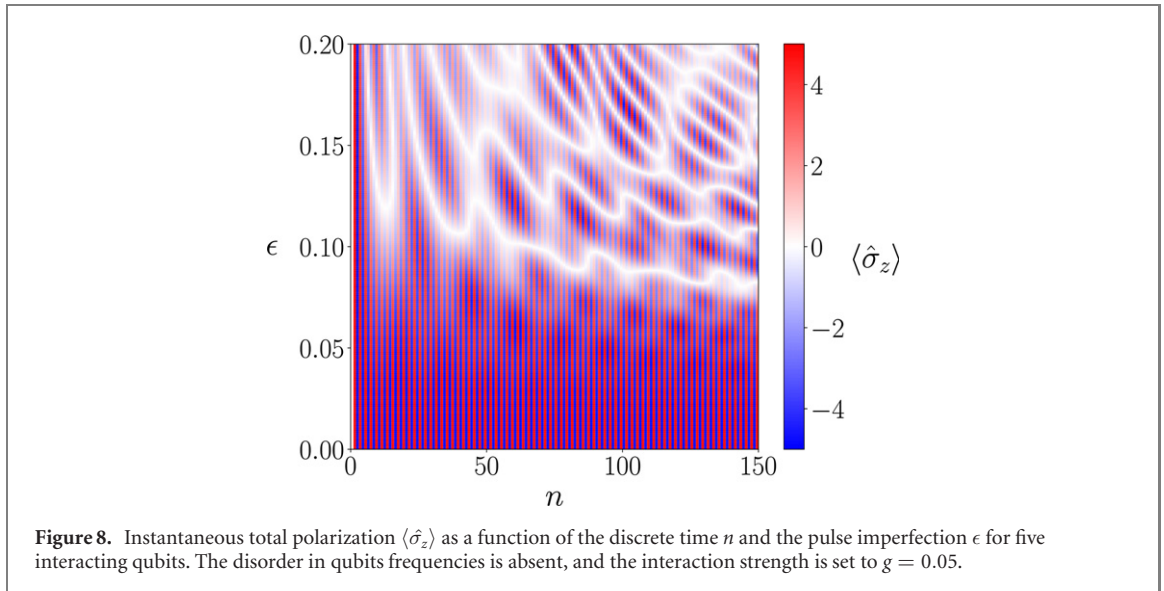 0.20
0.15
ϵ 0.10
0.05
0.00
0 50 100 150
n
4
2
0 ⟨σ̂_z⟩
−2
−4
Figure 8. Instantaneous total polarization ⟨σ̂_z⟩ as a function of the discrete time n and the pulse imperfection ϵ for five
interacting qubits. The disorder in qubits frequencies is absent, and the interaction strength is set to g = 0.05.